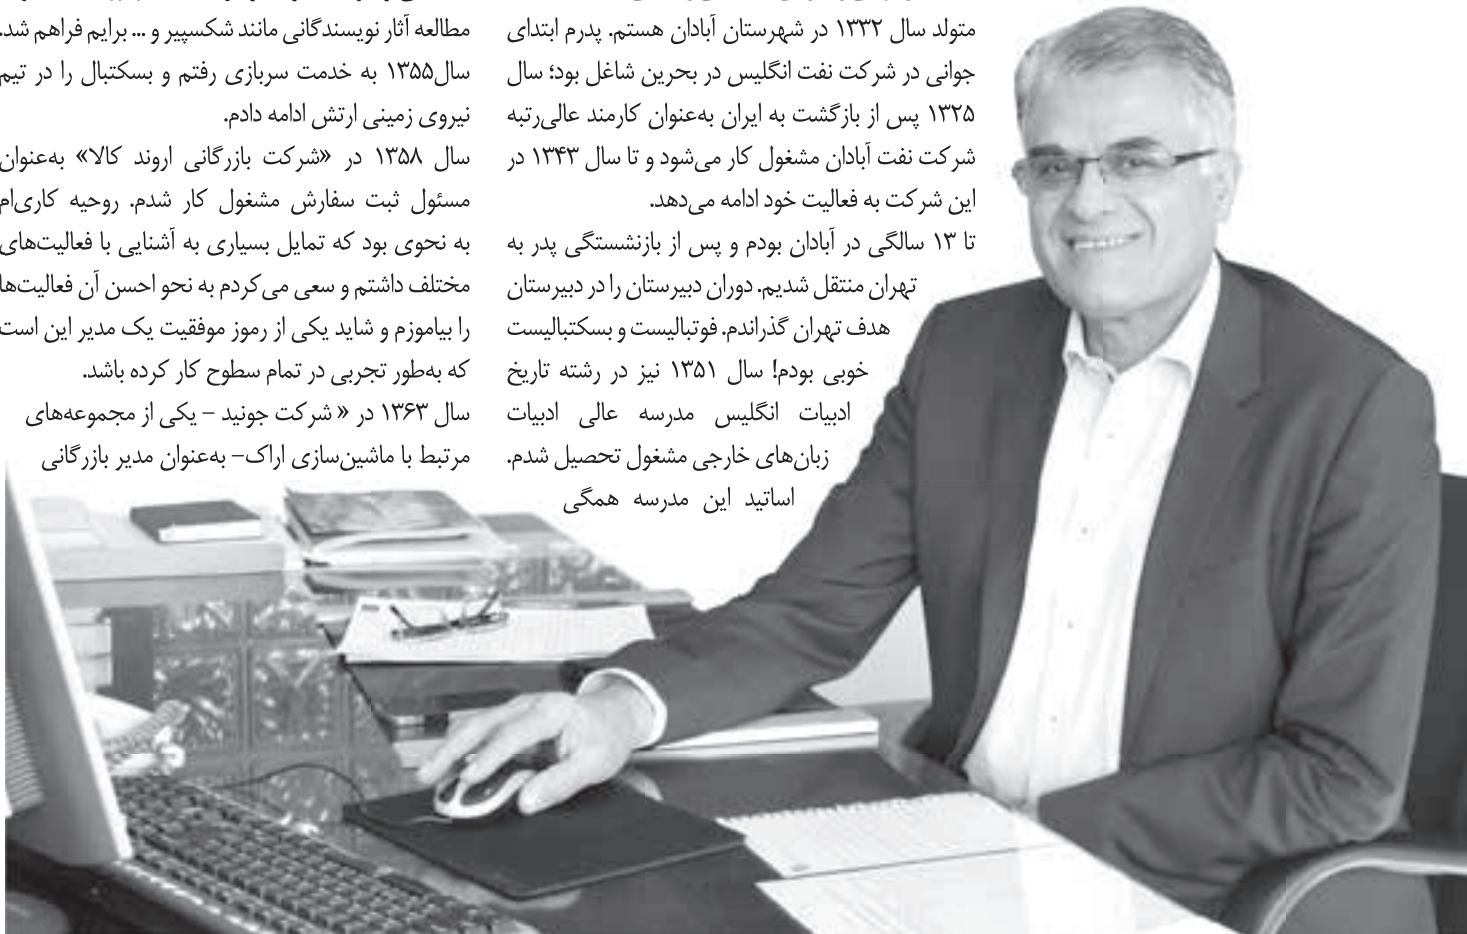 متولد سال ۱۳۳۲ در شهرستان آبادان هستم. پدرم ابتدای
جوانی در شرکت نفت انگلیس در بحرین شاغل بود؛ سال
۱۳۲۵ پس از بازگشت به ایران به‌عنوان کارمند عالی‌رتبه
شرکت نفت آبادان مشغول کار می‌شود و تا سال ۱۳۴۳ در
این شرکت به فعالیت خود ادامه می‌دهد.
تا ۱۳ سالگی در آبادان بودم و پس از بازنشستگی پدر به
تهران منتقل شدیم. دوران دبیرستان را در دبیرستان
هدف تهران گذراندم. فوتبالیست و بسکتبالیست
خوبی بودم! سال ۱۳۵۱ نیز در رشته تاریخ
ادبیات انگلیس مدرسه عالی ادبیات
زبان‌های خارجی مشغول تحصیل شدم.
اساتید این مدرسه همگی
مطالعه آثار نویسندگانی مانند شکسپیر و ... برایم فراهم شد.
سال۱۳۵۵ به خدمت سربازی رفتم و بسکتبال را در تیم
نیروی زمینی ارتش ادامه دادم.
سال ۱۳۵۸ در «شرکت بازرگانی اروند کالا» به‌عنوان
مسئول ثبت سفارش مشغول کار شدم. روحیه کاری‌ام
به نحوی بود که تمایل بسیاری به آشنایی با فعالیت‌های
مختلف داشتم و سعی می‌کردم به نحو احسن آن فعالیت‌ها
را بیاموزم و شاید یکی از رموز موفقیت یک مدیر این است
که به‌طور تجربی در تمام سطوح کار کرده باشد.
سال ۱۳۶۳ در « شرکت جونید – یکی از مجموعه‌های
مرتبط با ماشین‌سازی اراک– به‌عنوان مدیر بازرگانی